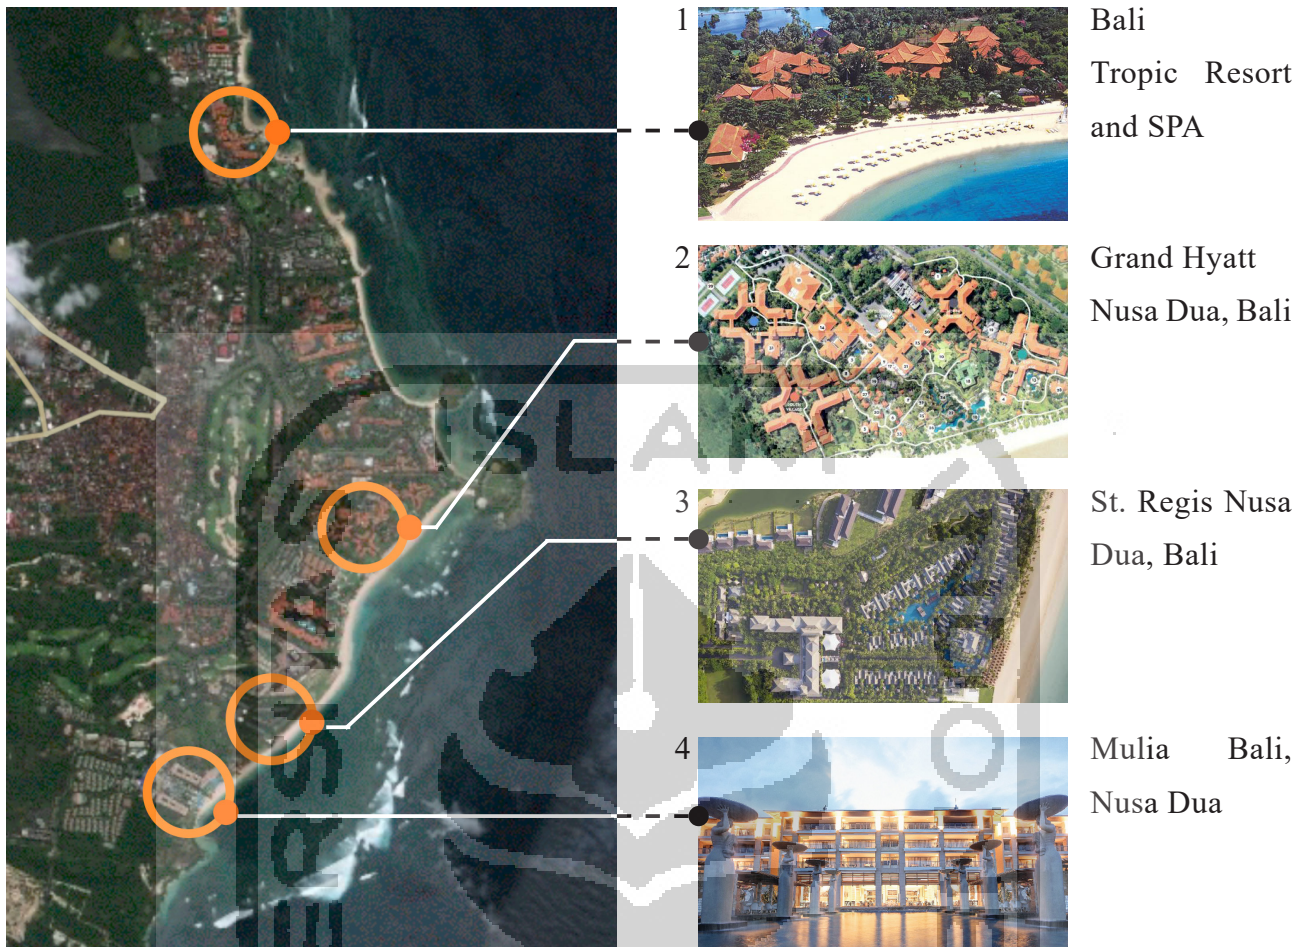 1
Bali
Tropic Resort
and SPA
2
Grand Hyatt
Nusa Dua, Bali
3
St. Regis Nusa
Dua, Bali
4
Mulia Bali,
Nusa Dua
ISLAM